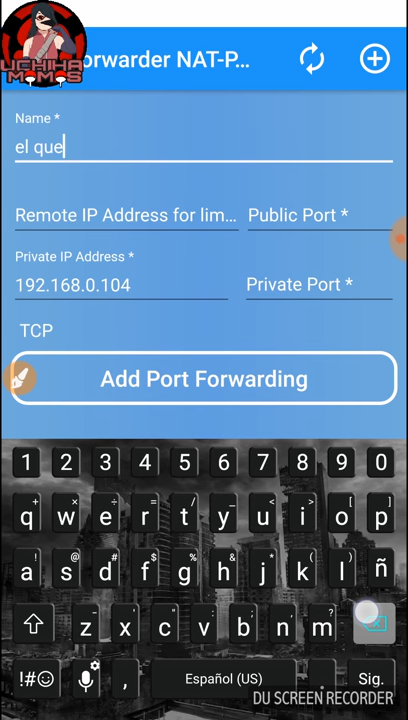 UCHIHA
MOMOS
orwarder NAT-P...
Name *
el que
Remote IP Address for lim...
Public Port *
Private IP Address *
192.168.0.104
Private Port *
TCP
Add Port Forwarding
1 2 3 4 5 6 7 8 9 0
+ × ÷ = / _ < > [ ]
q w e r t y u i o p
! @ # $ % & * ( )
a s d f g h j k l ñ
- ' " : ; ?
z x c v b n m
!#☺ , Español (US) Sig.
DU SCREEN RECORDER